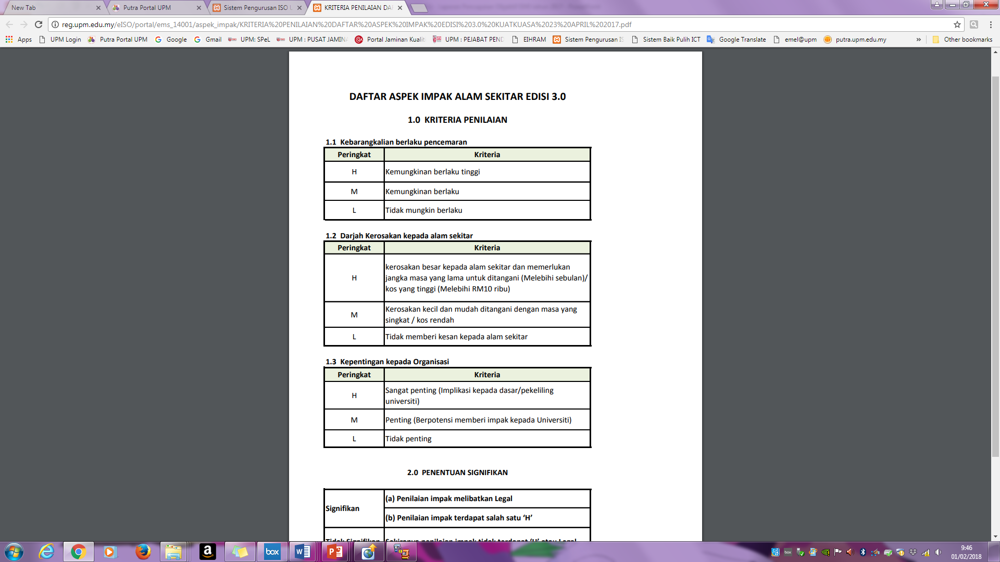 New Tab
Putra Portal UPM
Sistem Pengurusan ISO U
KRITERIA PENILAIAN DAF
reg.upm.edu.my/eISO/portal/ems_14001/aspek_impak/KRITERIA%20PENILAIAN%20DAFTAR%20ASPEK%20IMPAK%20EDISI%203.0%20KUATKUASA%2023%20APRIL%202017.pdf
Apps
UPM Login
Putra Portal UPM
Google
Gmail
UPM: SPeL
UPM : PUSAT JAMINA
Portal Jaminan Kualit
UPM : PEJABAT PEND
EIHRAM
Sistem Pengurusan IS
Sistem Baik Pulih ICT
Google Translate
emel@upm
putra.upm.edu.my
»
Other bookmarks
DAFTAR ASPEK IMPAK ALAM SEKITAR EDISI 3.0
1.0 KRITERIA PENILAIAN
1.1 Kebarangkalian berlaku pencemaran
Peringkat Kriteria
H Kemungkinan berlaku tinggi
M Kemungkinan berlaku
L Tidak mungkin berlaku
1.2 Darjah Kerosakan kepada alam sekitar
Peringkat Kriteria
H kerosakan besar kepada alam sekitar dan memerlukan
jangka masa yang lama untuk ditangani (Melebihi sebulan)/
kos yang tinggi (Melebihi RM10 ribu)
M Kerosakan kecil dan mudah ditangani dengan masa yang
singkat / kos rendah
L Tidak memberi kesan kepada alam sekitar
1.3 Kepentingan kepada Organisasi
Peringkat Kriteria
H Sangat penting (Implikasi kepada dasar/pekeliling
universiti)
M Penting (Berpotensi memberi impak kepada Universiti)
L Tidak penting
2.0 PENENTUAN SIGNIFIKAN
Signifikan
(a) Penilaian impak melibatkan Legal
(b) Penilaian impak terdapat salah satu ‘H’
Tidak Signifikan Sekiranya penilaian impak tidak terdapat ‘H’ atau Legal
box
box
9:46
01/02/2018